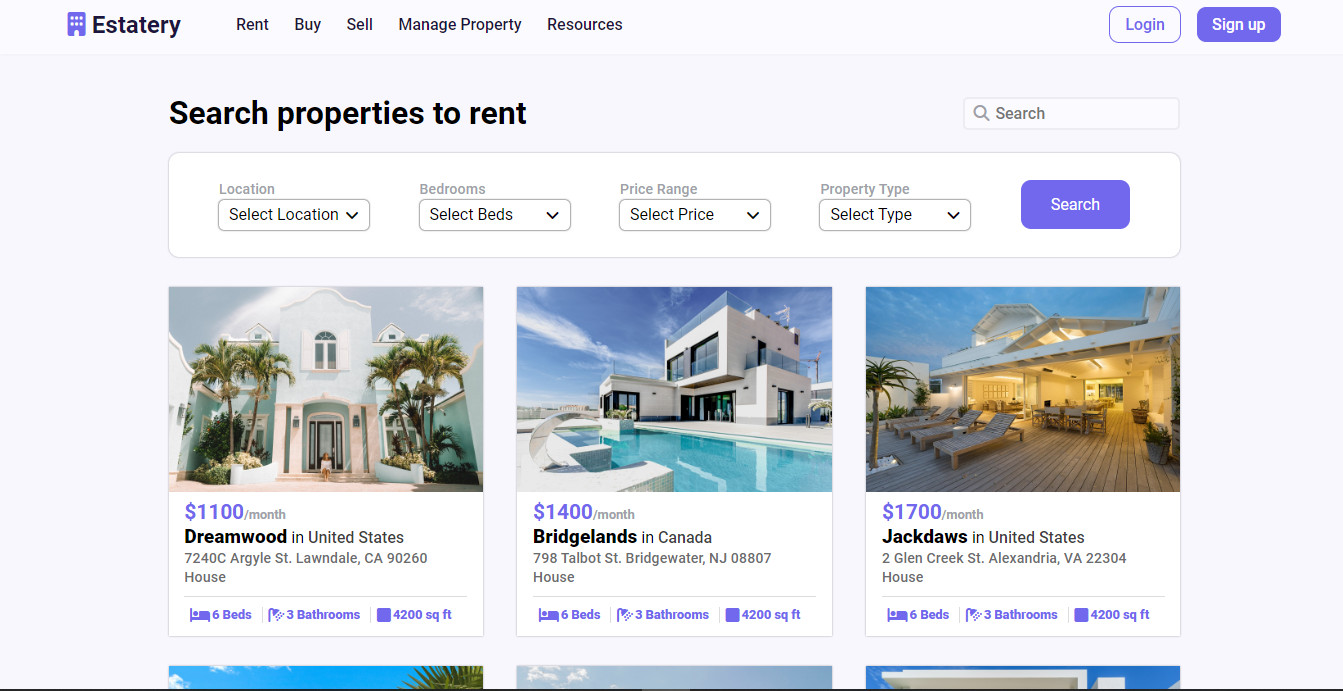 Estatery Rent Buy Sell Manage Property Resources Login Sign up
Search properties to rent
Search
Location Bedrooms Price Range Property Type
Select Location Select Beds Select Price Select Type
Search
$1100/month
Dreamwood in United States
7240C Argyle St. Lawndale, CA 90260
House
6 Beds 3 Bathrooms 4200 sq ft
$1400/month
Bridgelands in Canada
798 Talbot St. Bridgewater, NJ 08807
House
6 Beds 3 Bathrooms 4200 sq ft
$1700/month
Jackdaws in United States
2 Glen Creek St. Alexandria, VA 22304
House
6 Beds 3 Bathrooms 4200 sq ft